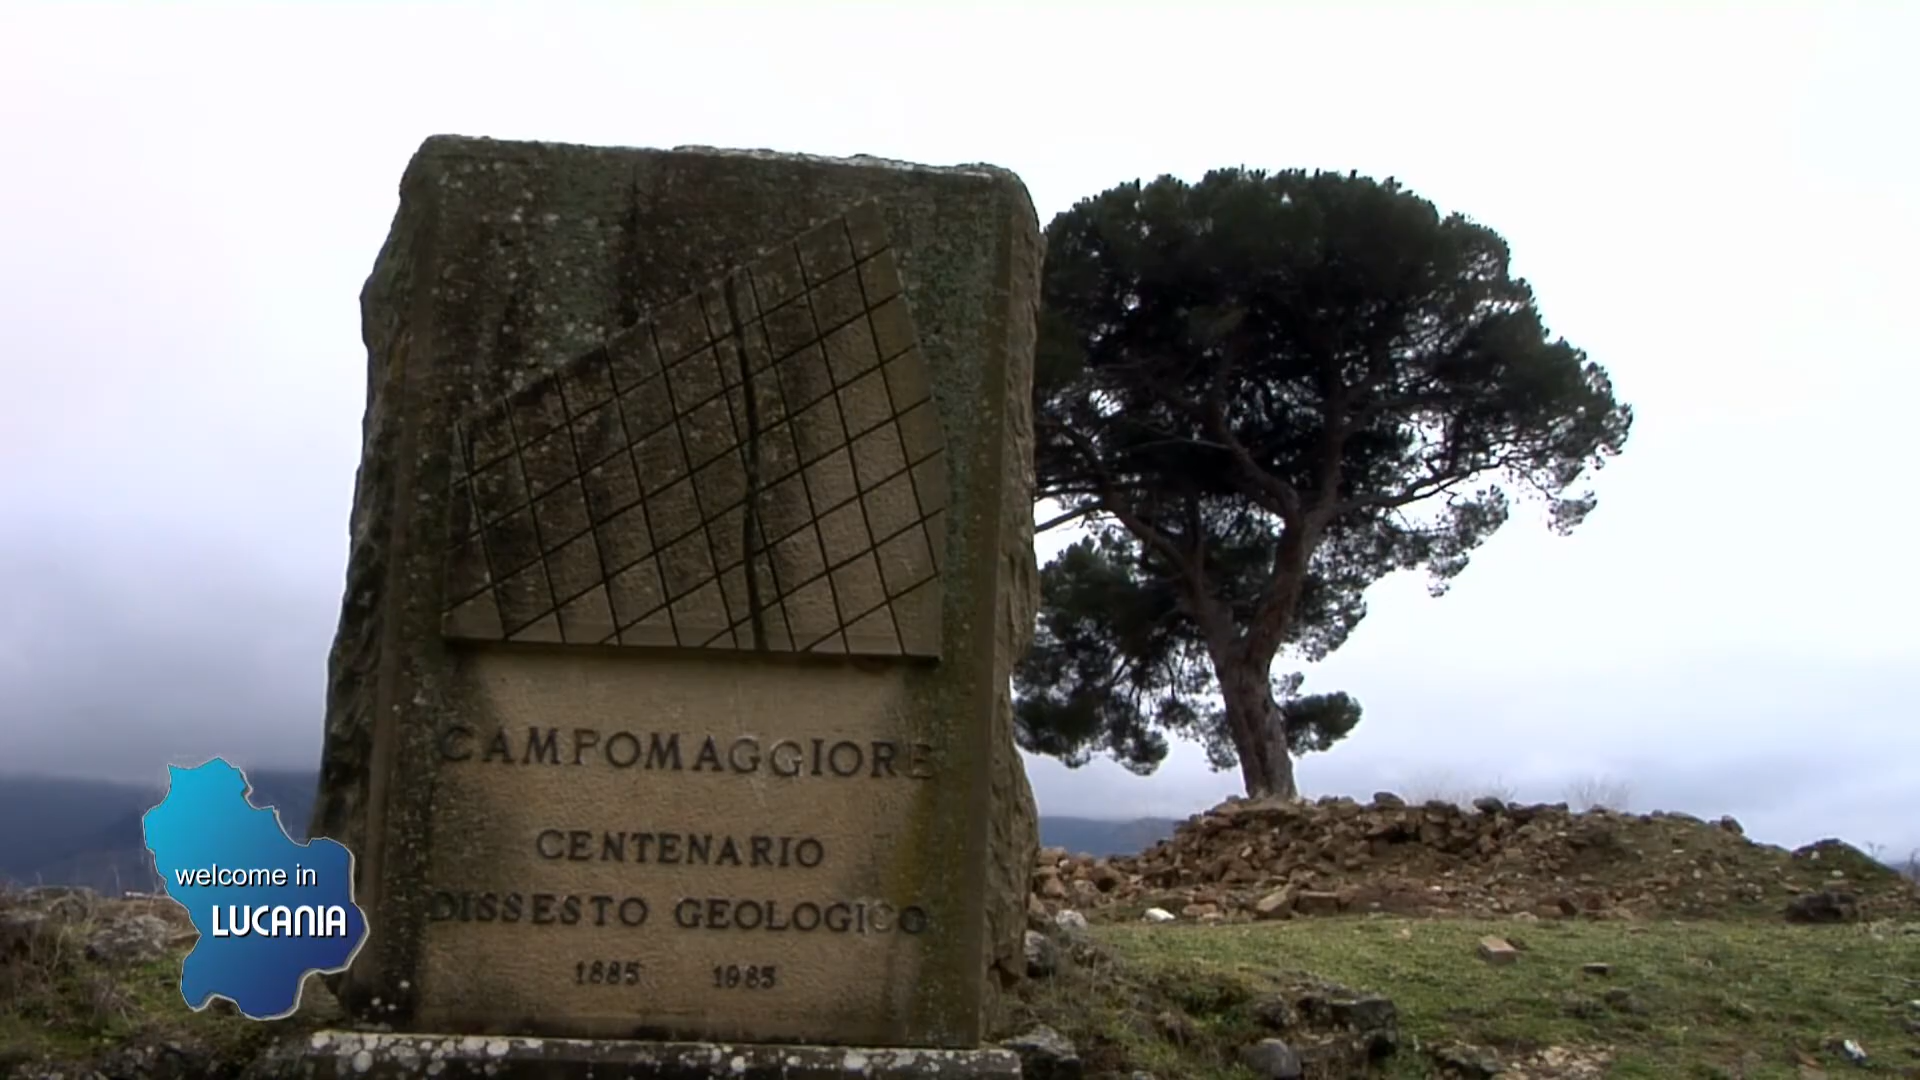 CAMPOMAGGIORE
CENTENARIO
DISSESTO GEOLOGICO
1885 1985
welcome in
LUCANIA